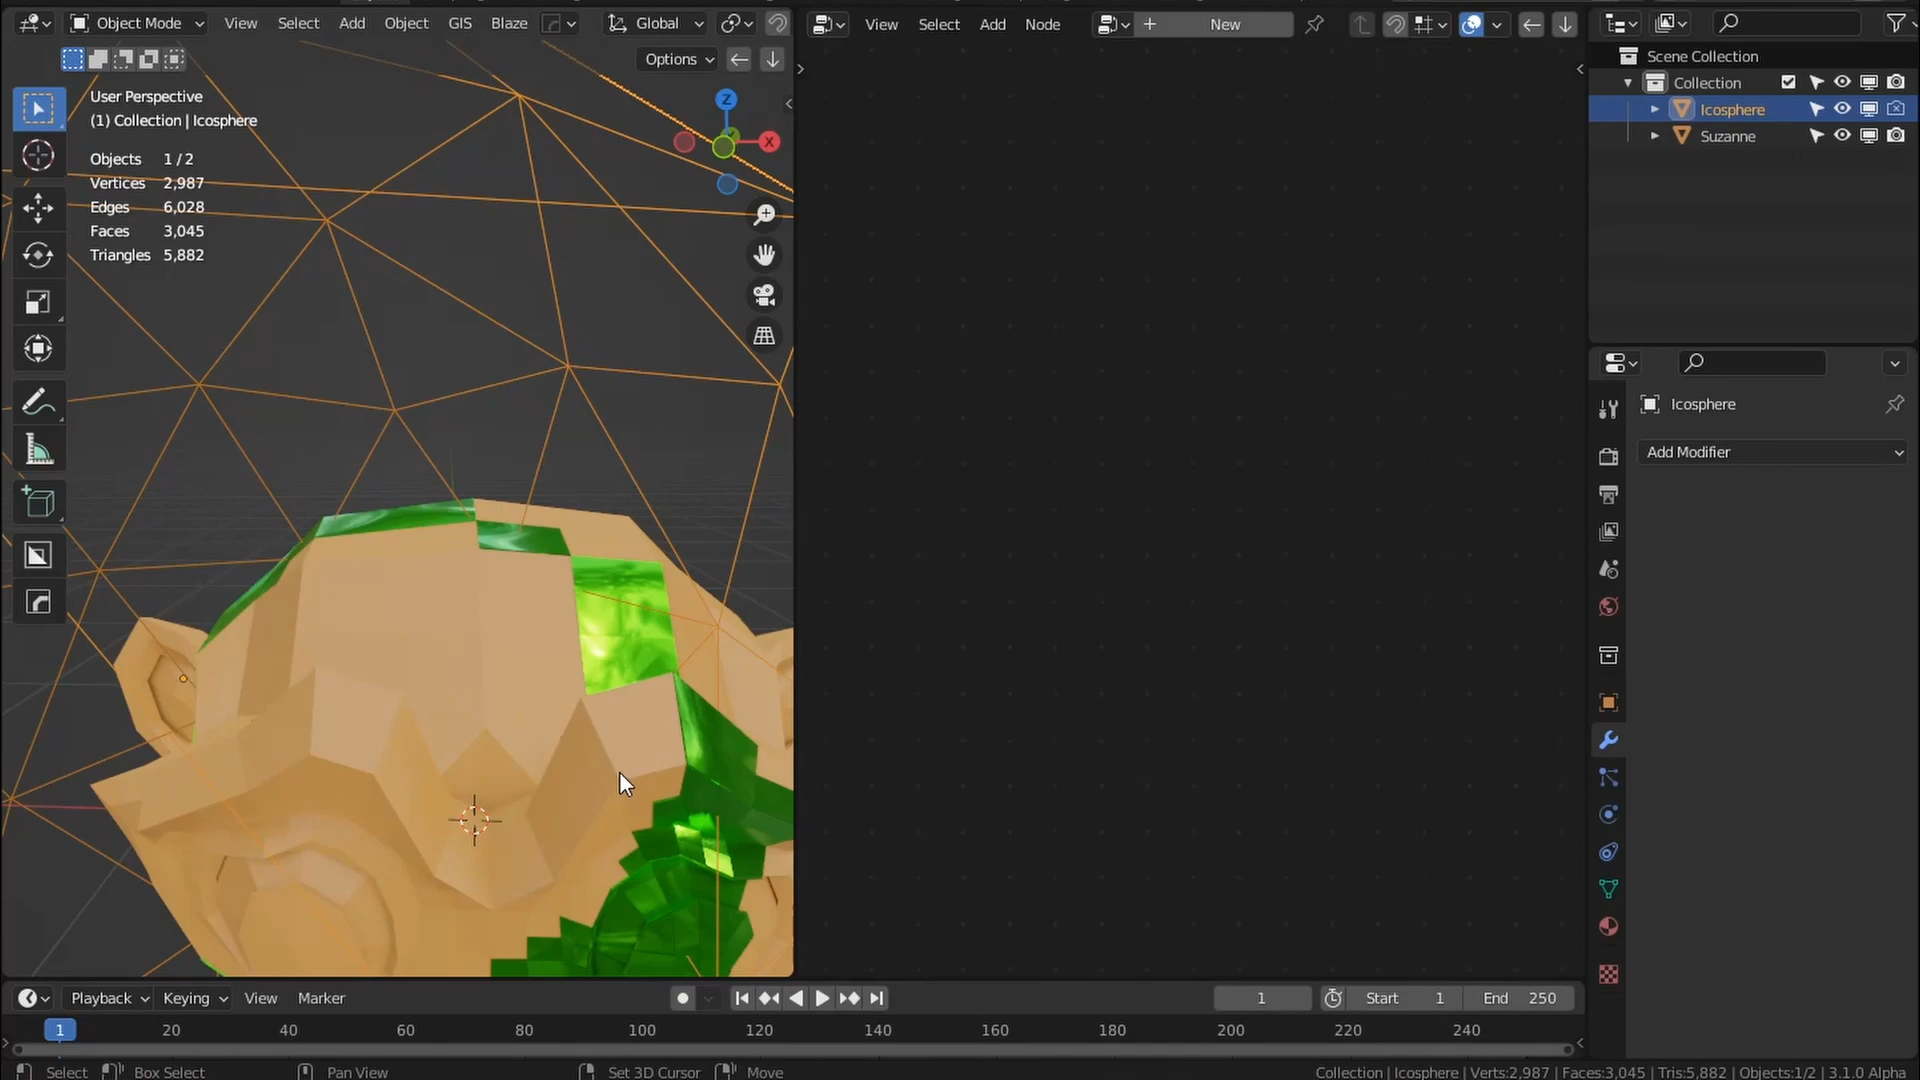 Object Mode View Select Add Object GIS Blaze Global
View Select Add Node New
Options
User Perspective
(1) Collection | Icosphere
Objects 1 / 2
Vertices 2,987
Edges 6,028
Faces 3,045
Triangles 5,882
Z
X
Scene Collection
Collection
Icosphere
Suzanne
Icosphere
Add Modifier
Playback Keying View Marker
1 Start 1 End 250
1 20 40 60 80 100 120 140 160 180 200 220 240
Select Box Select Pan View Set 3D Cursor Move
Collection | Icosphere | Verts:2,987 | Faces:3,045 | Tris:5,882 | Objects:1/2 | 3.1.0 Alpha